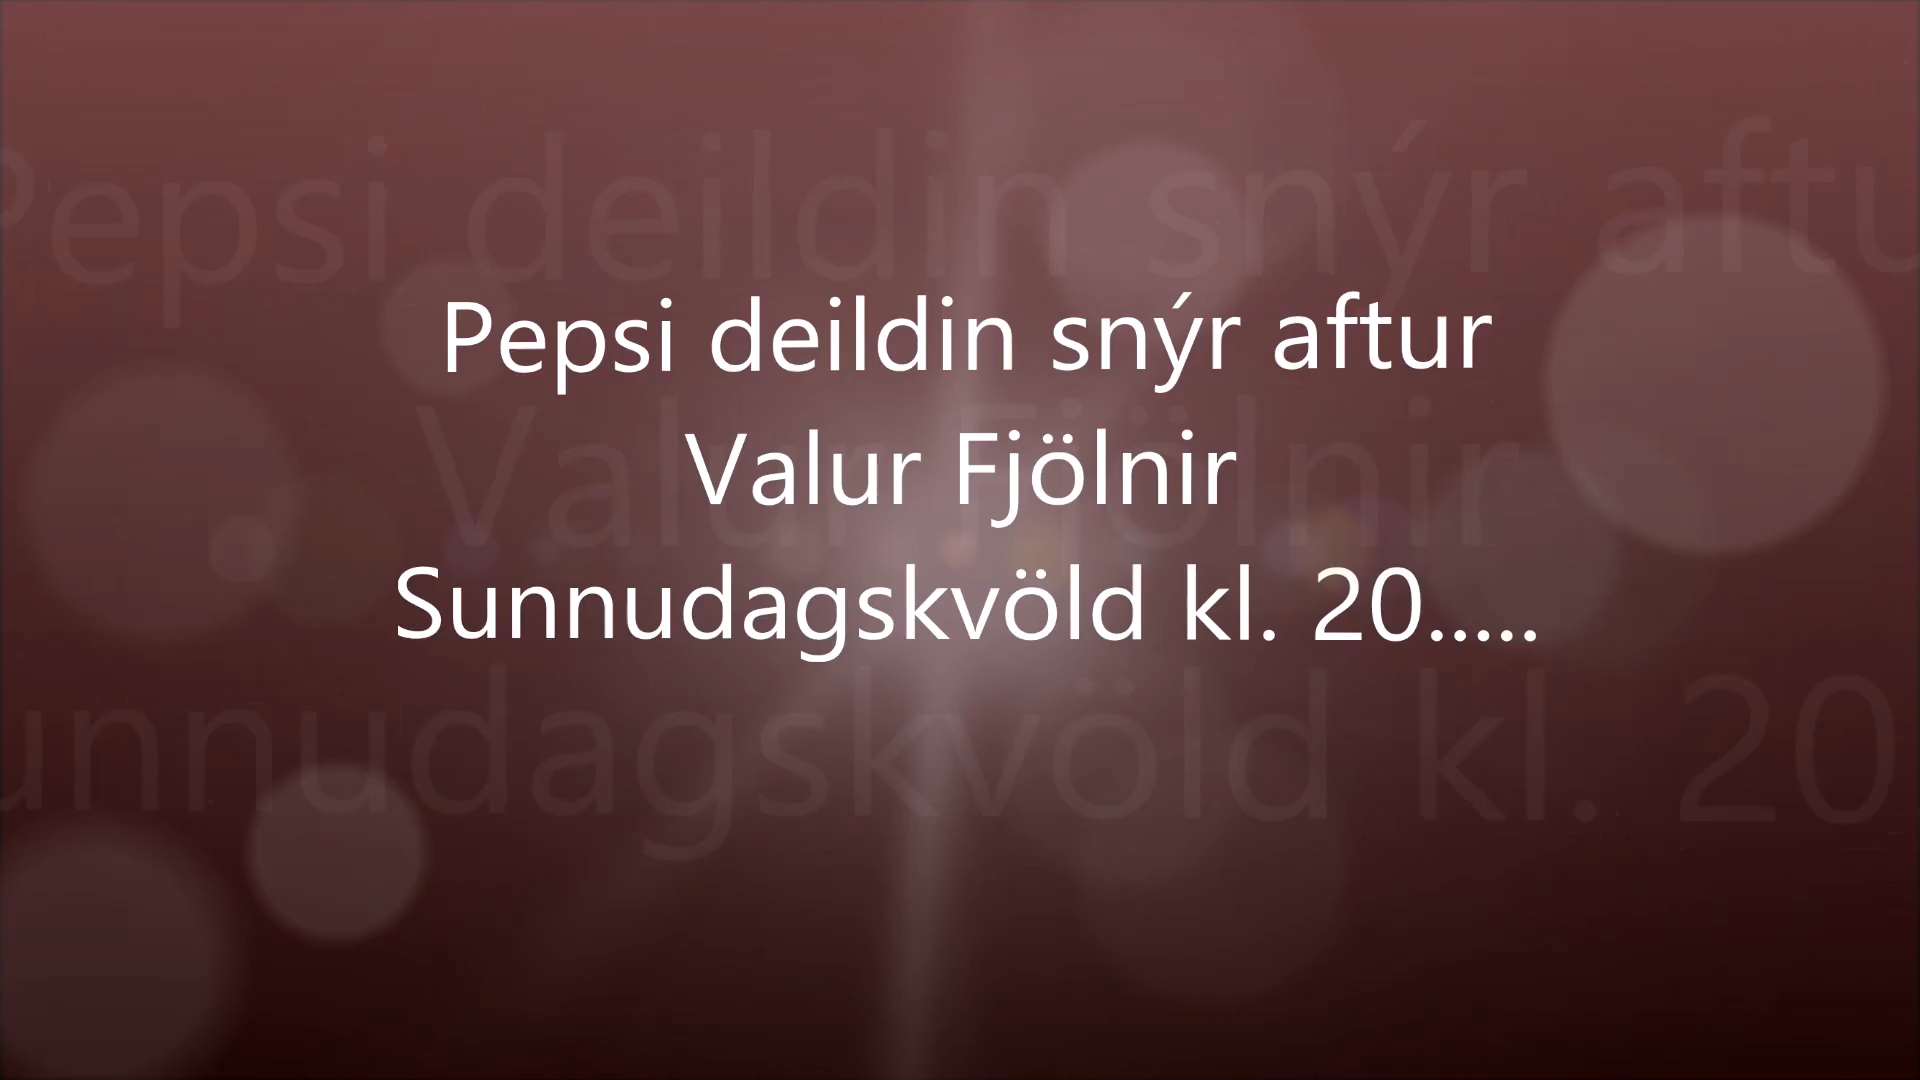 Pepsi deildin snýr aftur
Valur Fjölnir
Sunnudagskvöld kl. 20.....